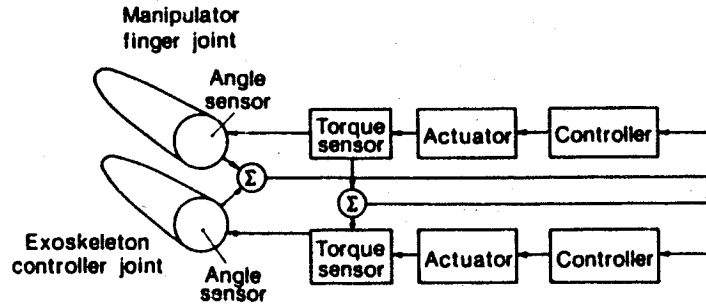 Manipulator
finger joint
Angle
sensor
Torque
sensor
Actuator
Controller
Σ
Σ
Exoskeleton
controller joint
Angle
sensor
Torque
sensor
Actuator
Controller